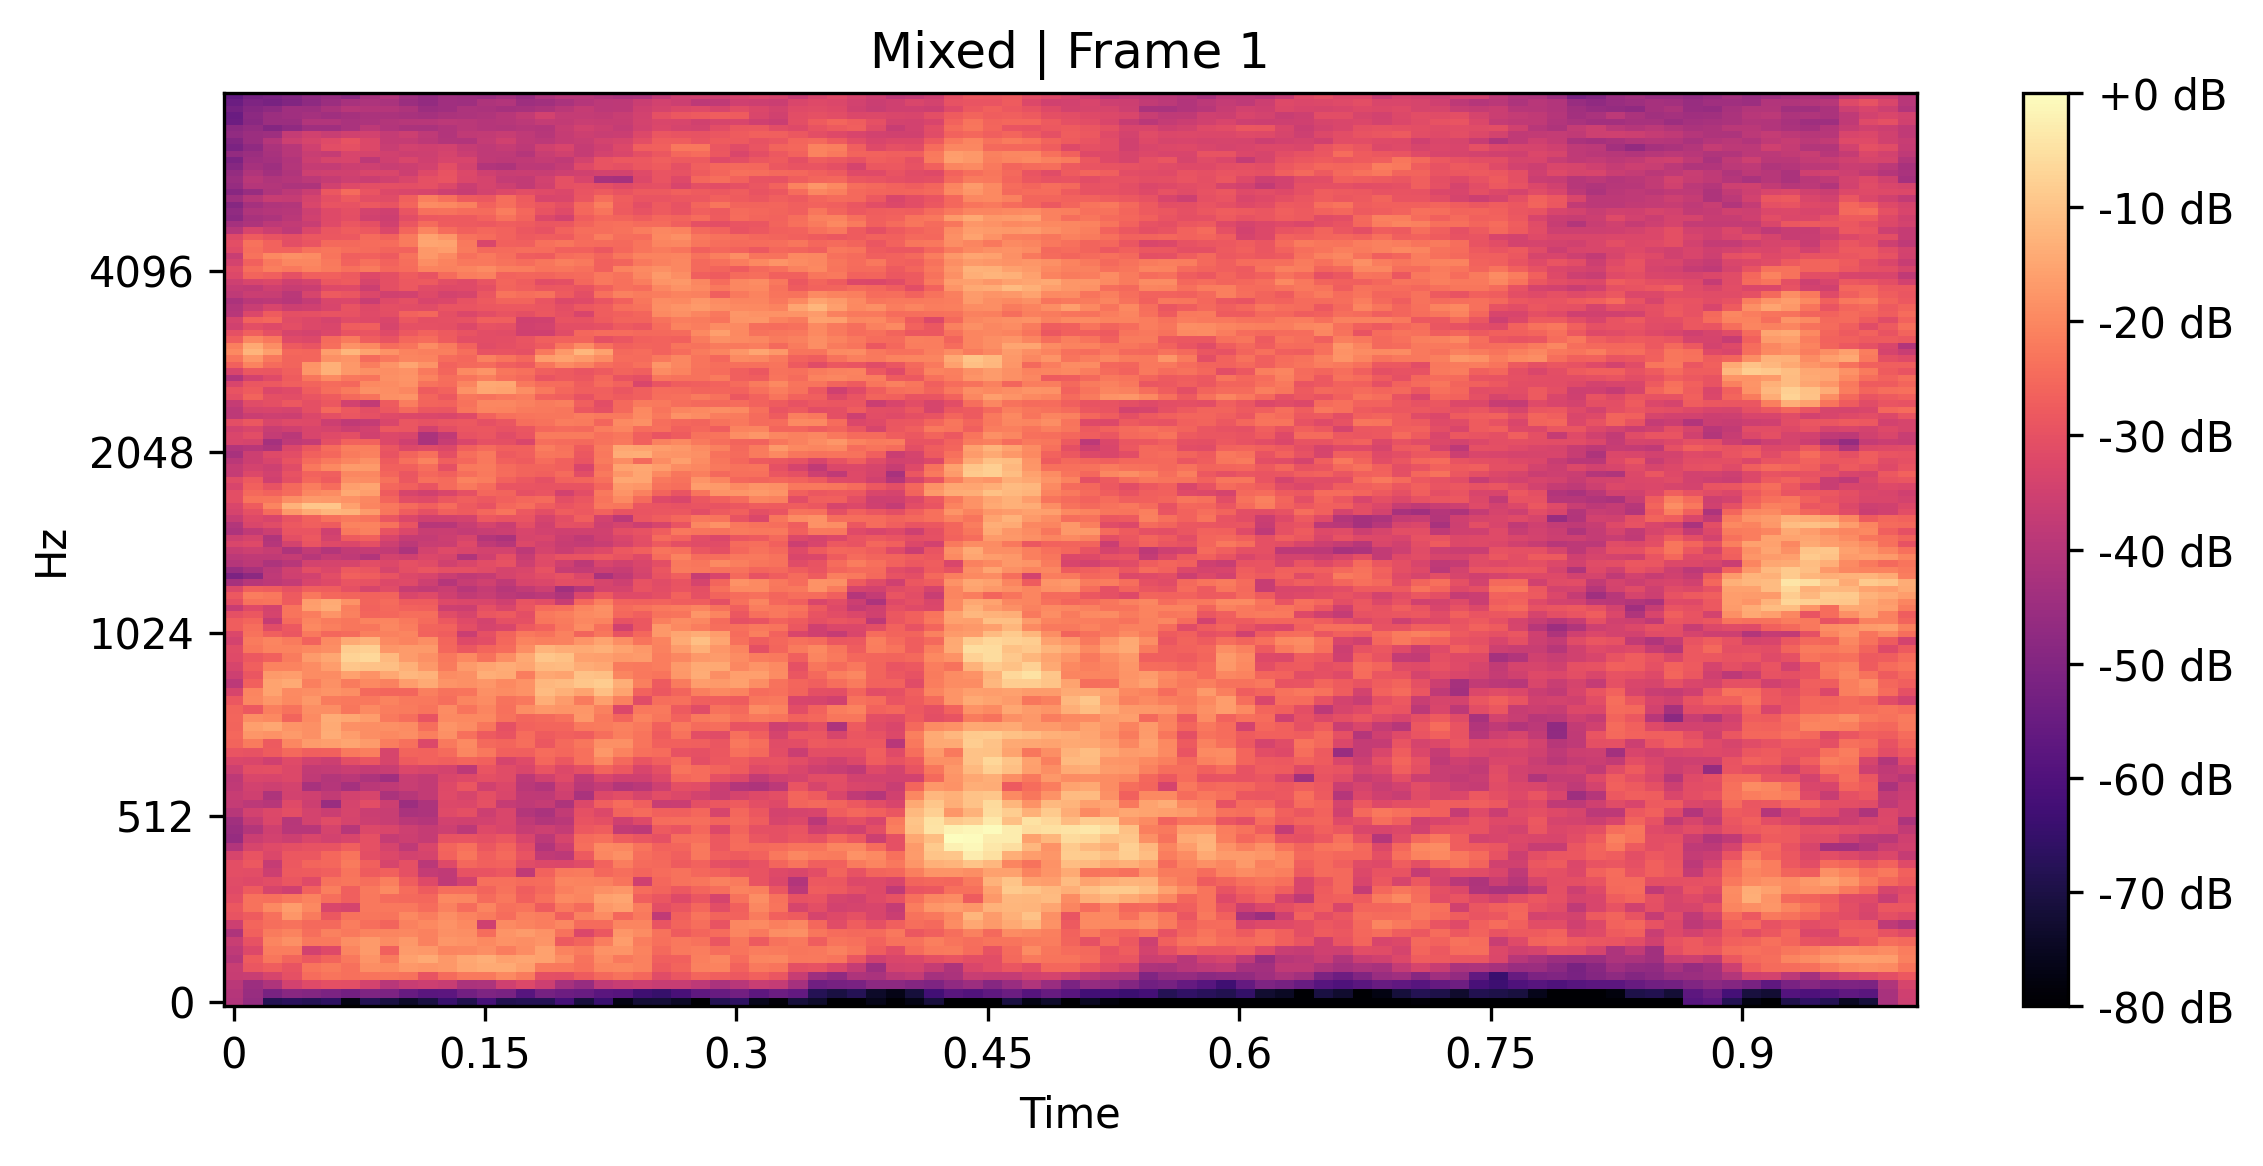 Mixed | Frame 1
Hz
4096
2048
1024
512
0
0 0.15 0.3 0.45 0.6 0.75 0.9
Time
+0 dB
-10 dB
-20 dB
-30 dB
-40 dB
-50 dB
-60 dB
-70 dB
-80 dB